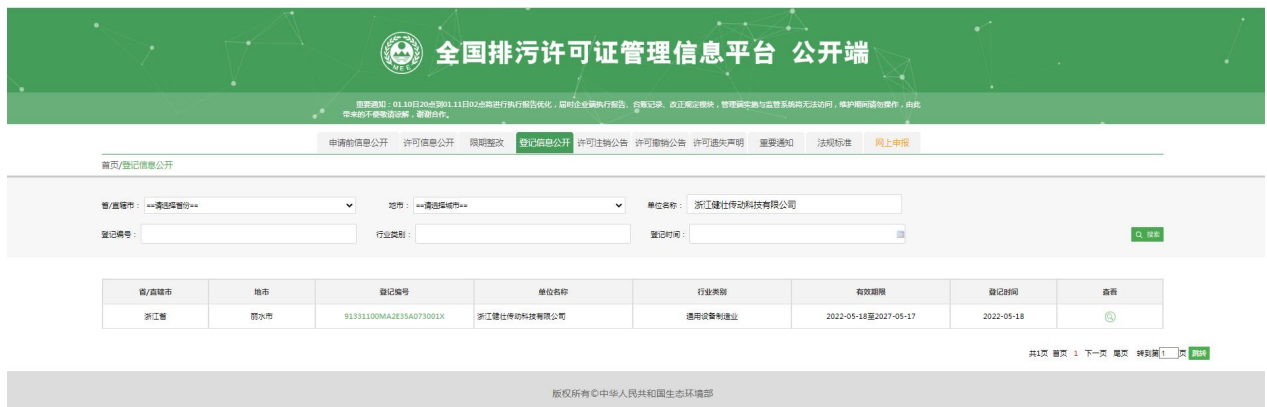 MEE
全国排污许可证管理信息平台 公开端
重要通知：01.10日20点到01.11日02点将进行执行报告优化，届时企业端执行报告、台账记录、改正规定模块，管理端实施与监管系统将无法访问，维护期间请勿操作，由此
带来的不便敬请谅解，谢谢合作。
申请前信息公开 许可信息公开 限期整改 登记信息公开 许可注销公告 许可撤销公告 许可遗失声明 重要通知 法规标准 网上申报
首页/登记信息公开
省/直辖市： ==请选择省份== 地市： ==请选择城市== 单位名称： 浙江健壮传动科技有限公司
登记编号： 行业类别： 登记时间： 搜索
省/直辖市 地市 登记编号 单位名称 行业类别 有效期限 登记时间 查看
浙江省 丽水市 91331100MA2E35A073001X 浙江健壮传动科技有限公司 通用设备制造业 2022-05-18至2027-05-17 2022-05-18
共1页 首页 1 下一页 尾页 转到第 1 页 跳转
版权所有©中华人民共和国生态环境部